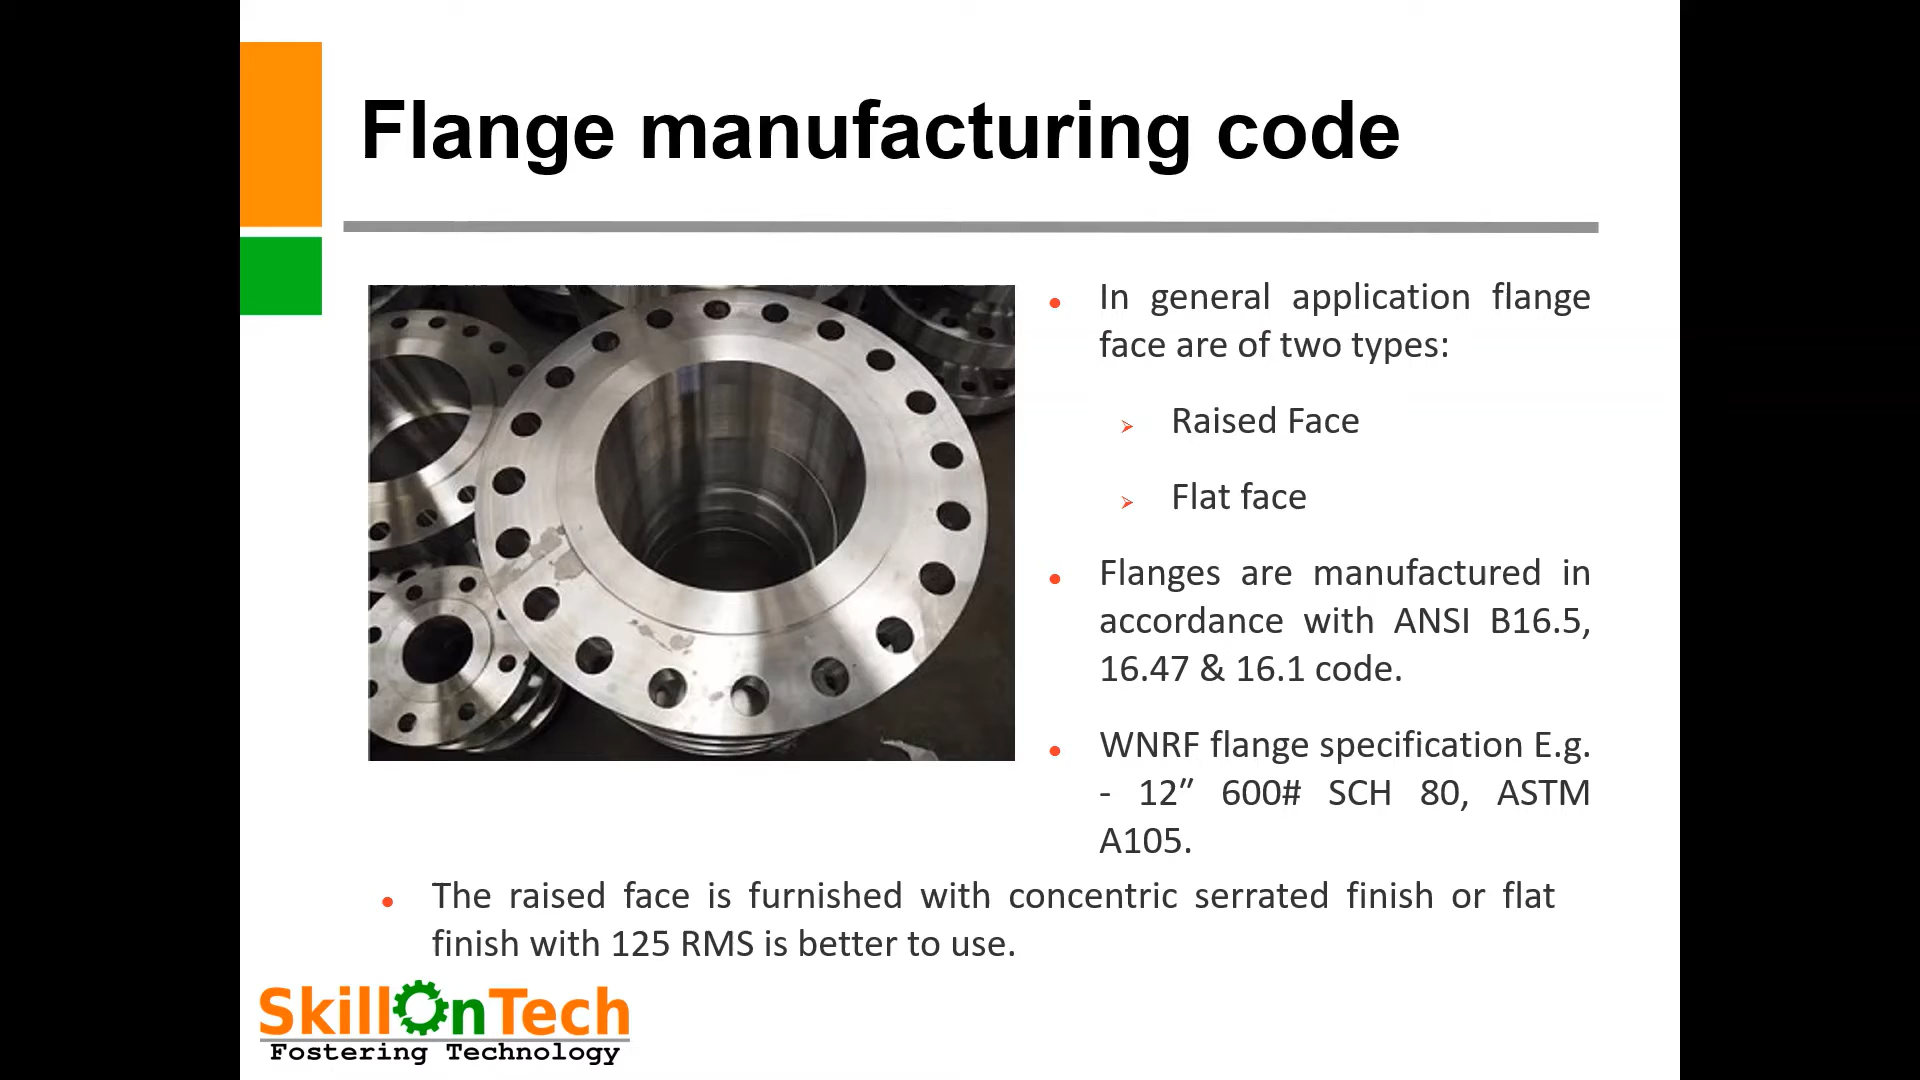 Flange manufacturing code
In general application flange
face are of two types:
Raised Face
Flat face
Flanges are manufactured in
accordance with ANSI B16.5,
16.47 & 16.1 code.
WNRF flange specification E.g.
- 12″ 600# SCH 80, ASTM
A105.
The raised face is furnished with concentric serrated finish or flat
finish with 125 RMS is better to use.
SkillOnTech
Fostering Technology